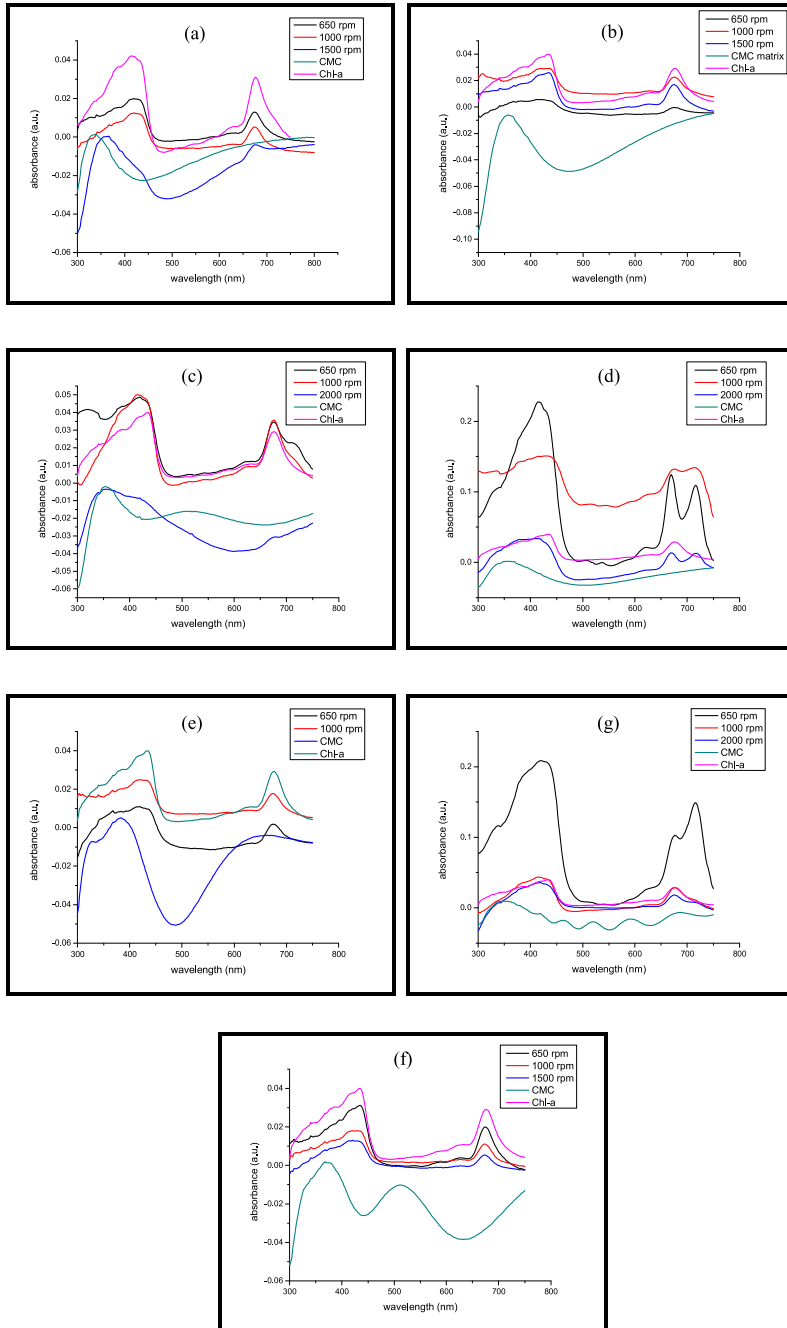 (a)
650 rpm
1000 rpm
1500 rpm
CMC
Chl-a
0.04
0.02
0.00
-0.02
-0.04
-0.06
absorbance (a.u.)
300 400 500 600 700 800
wavelength (nm)
(b)
650 rpm
1000 rpm
1500 rpm
CMC matrix
Chl-a
0.04
0.02
0.00
-0.02
-0.04
-0.06
-0.08
-0.10
absorbance (a.u.)
300 400 500 600 700 800
wavelength (nm)
(c)
650 rpm
1000 rpm
2000 rpm
CMC
Chl-a
0.05
0.04
0.03
0.02
0.01
0.00
-0.01
-0.02
-0.03
-0.04
-0.05
-0.06
absorbance (a.u.)
300 400 500 600 700 800
wavelength (nm)
(d)
650 rpm
1000 rpm
2000 rpm
CMC
Chl-a
0.2
0.1
0.0
absorbance (a.u.)
300 400 500 600 700 800
wavelength (nm)
(e)
650 rpm
1000 rpm
CMC
Chl-a
0.04
0.02
0.00
-0.02
-0.04
-0.06
absorbance (a.u.)
300 400 500 600 700 800
wavelength (nm)
(g)
650 rpm
1000 rpm
2000 rpm
CMC
Chl-a
0.2
0.1
0.0
absorbance (a.u.)
300 400 500 600 700 800
wavelength (nm)
(f)
650 rpm
1000 rpm
1500 rpm
CMC
Chl-a
0.04
0.02
0.00
-0.02
-0.04
-0.06
absorbance (a.u.)
300 400 500 600 700 800
wavelength (nm)